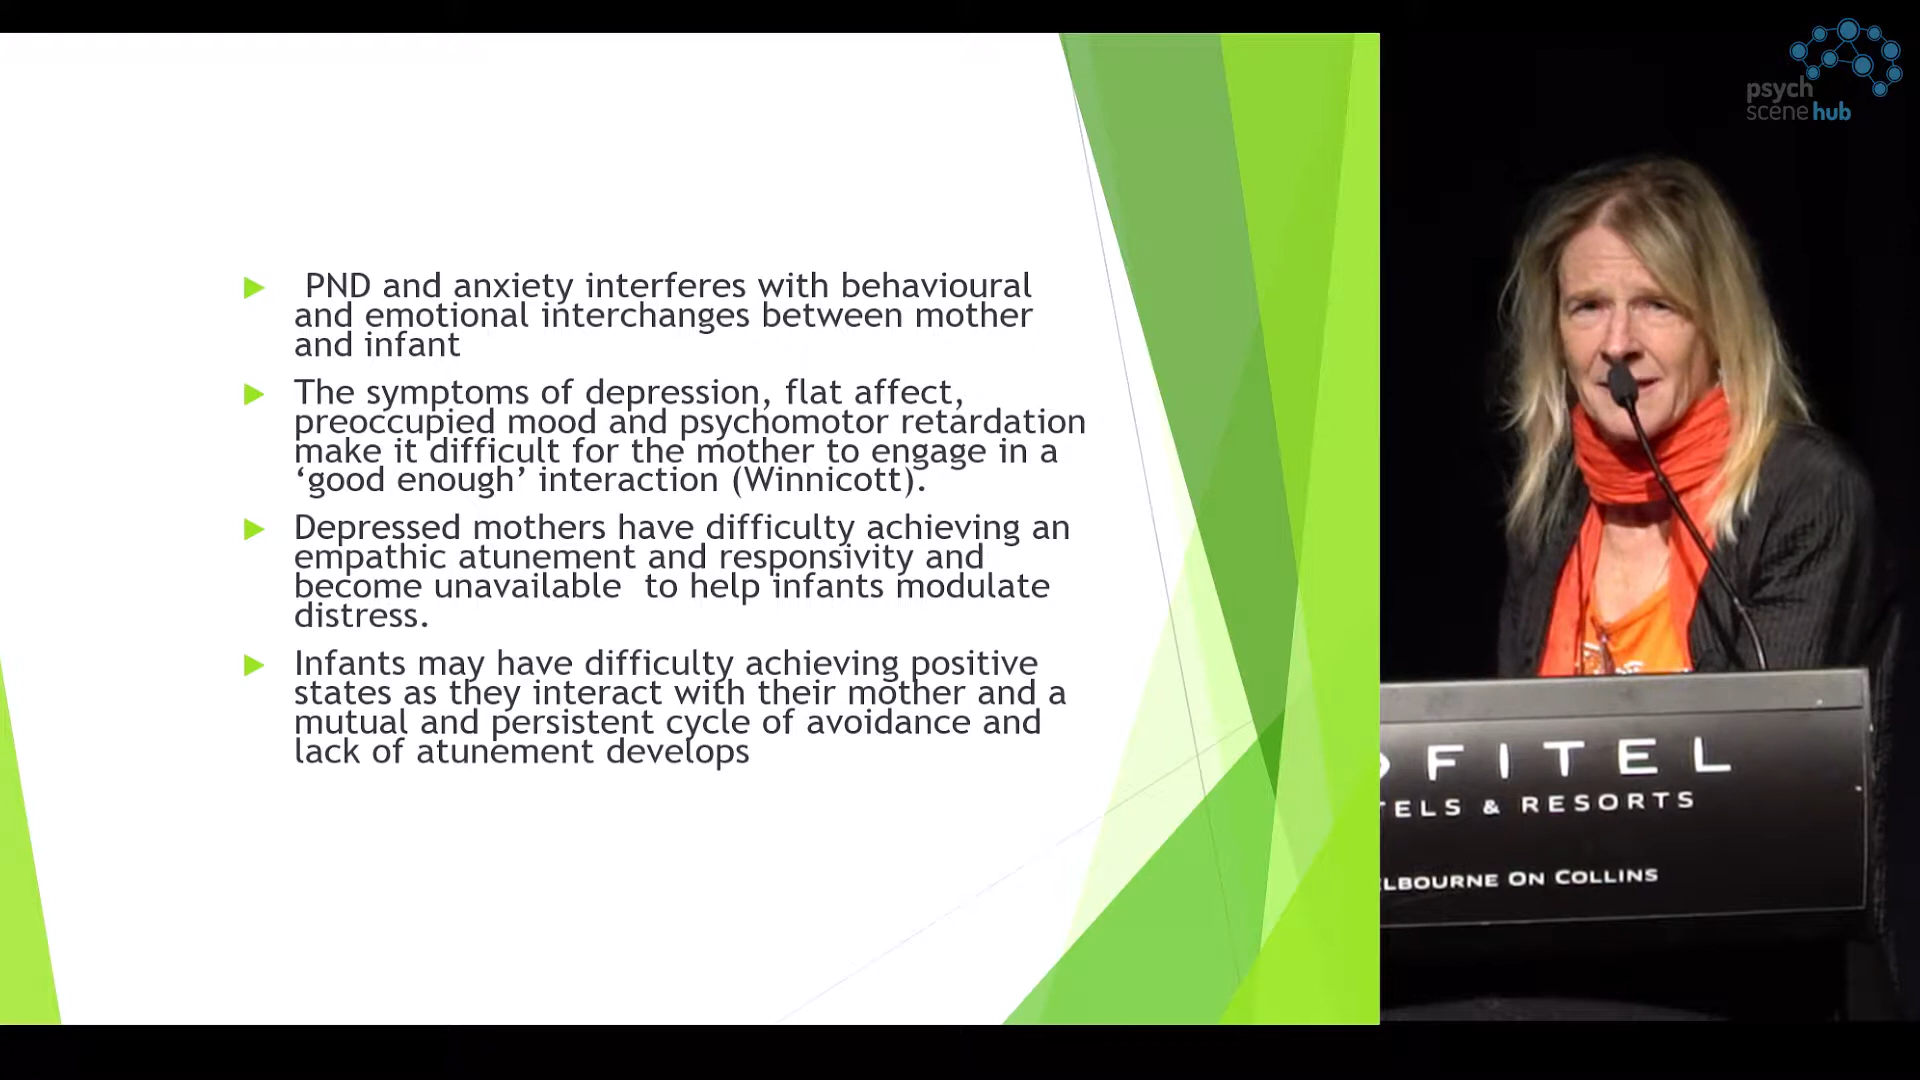 PND and anxiety interferes with behavioural
and emotional interchanges between mother
and infant
The symptoms of depression, flat affect,
preoccupied mood and psychomotor retardation
make it difficult for the mother to engage in a
‘good enough’ interaction (Winnicott).
Depressed mothers have difficulty achieving an
empathic atunement and responsivity and
become unavailable to help infants modulate
distress.
Infants may have difficulty achieving positive
states as they interact with their mother and a
mutual and persistent cycle of avoidance and
lack of atunement develops
psych
scene hub
OFITEL
TELS & RESORTS
LBOURNE ON COLLINS